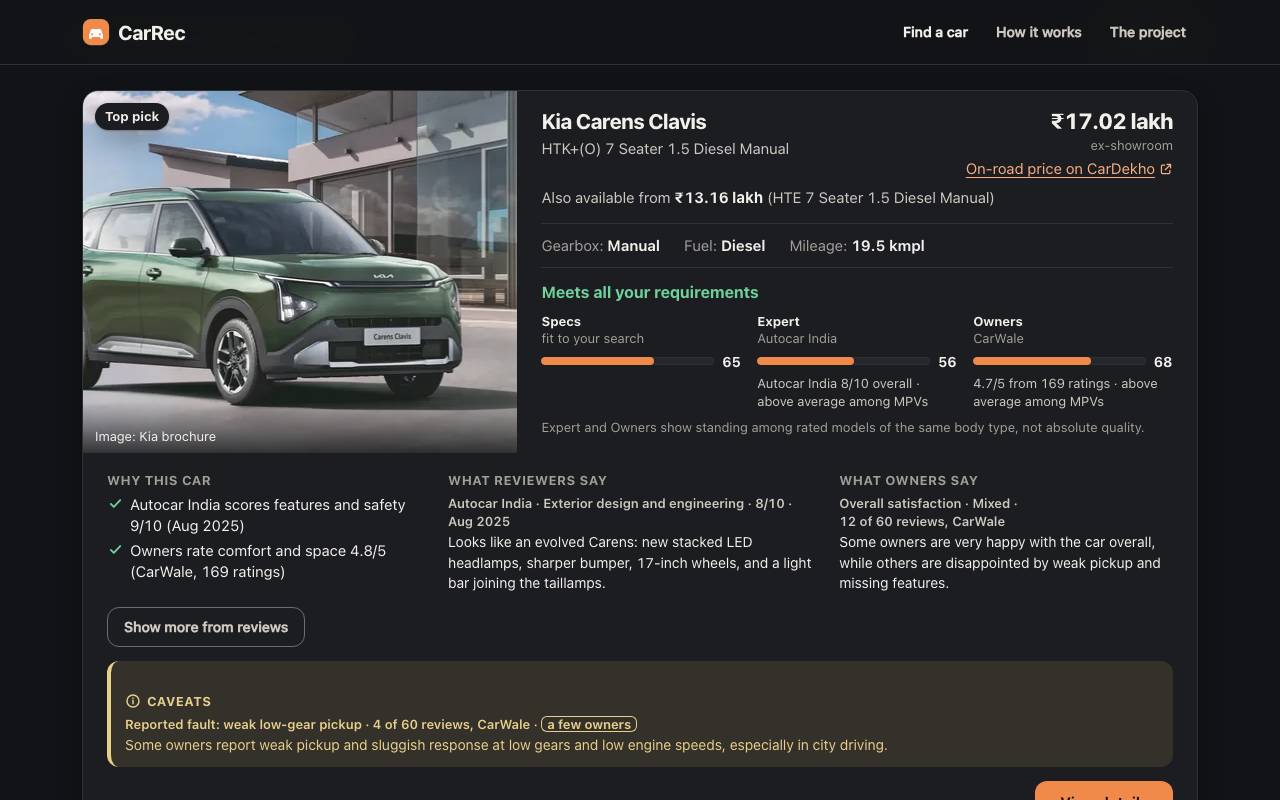 CarRec
Find a car
How it works
The project
Top pick
Image: Kia brochure
Carens Clavis
Kia Carens Clavis
HTK+(O) 7 Seater 1.5 Diesel Manual
₹17.02 lakh
ex-showroom
On-road price on CarDekho
Also available from ₹13.16 lakh (HTE 7 Seater 1.5 Diesel Manual)
Gearbox: Manual
Fuel: Diesel
Mileage: 19.5 kmpl
Meets all your requirements
Specs
fit to your search
65
Expert
Autocar India
56
Autocar India 8/10 overall ·
above average among MPVs
Owners
CarWale
68
4.7/5 from 169 ratings · above
average among MPVs
Expert and Owners show standing among rated models of the same body type, not absolute quality.
WHY THIS CAR
Autocar India scores features and safety
9/10 (Aug 2025)
Owners rate comfort and space 4.8/5
(CarWale, 169 ratings)
WHAT REVIEWERS SAY
Autocar India · Exterior design and engineering · 8/10 ·
Aug 2025
Looks like an evolved Carens: new stacked LED
headlamps, sharper bumper, 17-inch wheels, and a light
bar joining the taillamps.
WHAT OWNERS SAY
Overall satisfaction · Mixed ·
12 of 60 reviews, CarWale
Some owners are very happy with the car overall,
while others are disappointed by weak pickup and
missing features.
Show more from reviews
CAVEATS
Reported fault: weak low-gear pickup · 4 of 60 reviews, CarWale · a few owners
Some owners report weak pickup and sluggish response at low gears and low engine speeds, especially in city driving.